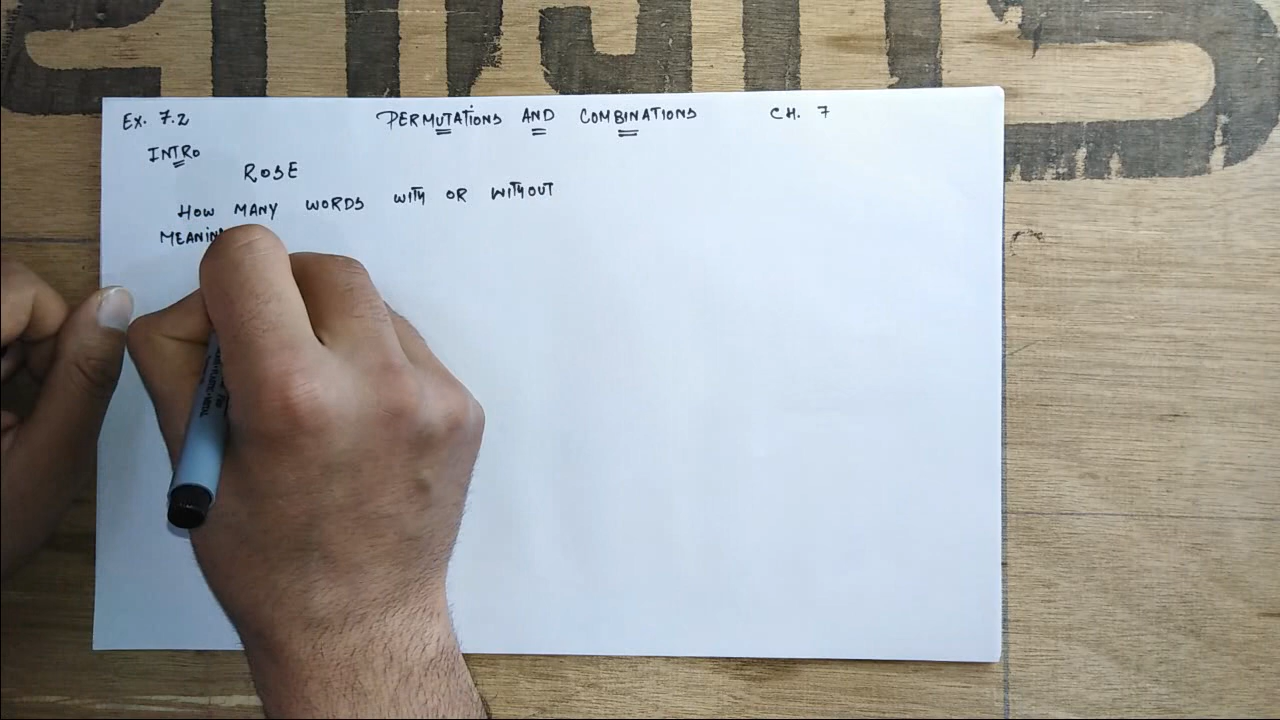 Ex. 7.2 PERMUTATIONS AND COMBINATIONS CH. 7
INTRO
ROSE
HOW MANY WORDS WITH OR WITHOUT